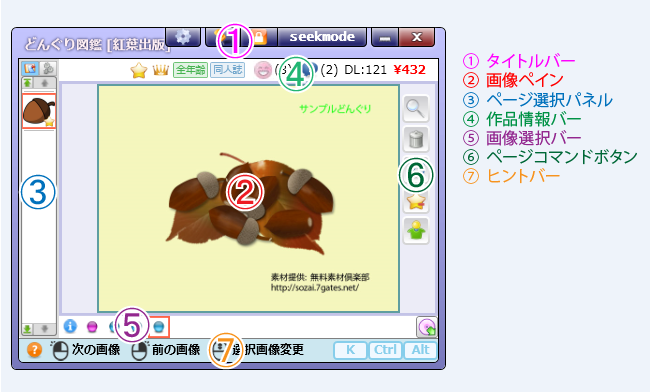 どんぐり図鑑 [紅葉出版]
seekmode
x
①
全年齢
同人誌
(2)
DL:121
¥432
④
サンプルどんぐり
③
②
⑥
素材提供: 無料素材倶楽部
http://sozai.7gates.net/
⑤
? 次の画像
前の画像
⑦
選択画像変更
K
Ctrl
Alt
① タイトルバー
② 画像ペイン
③ ページ選択パネル
④ 作品情報バー
⑤ 画像選択バー
⑥ ページコマンドボタン
⑦ ヒントバー